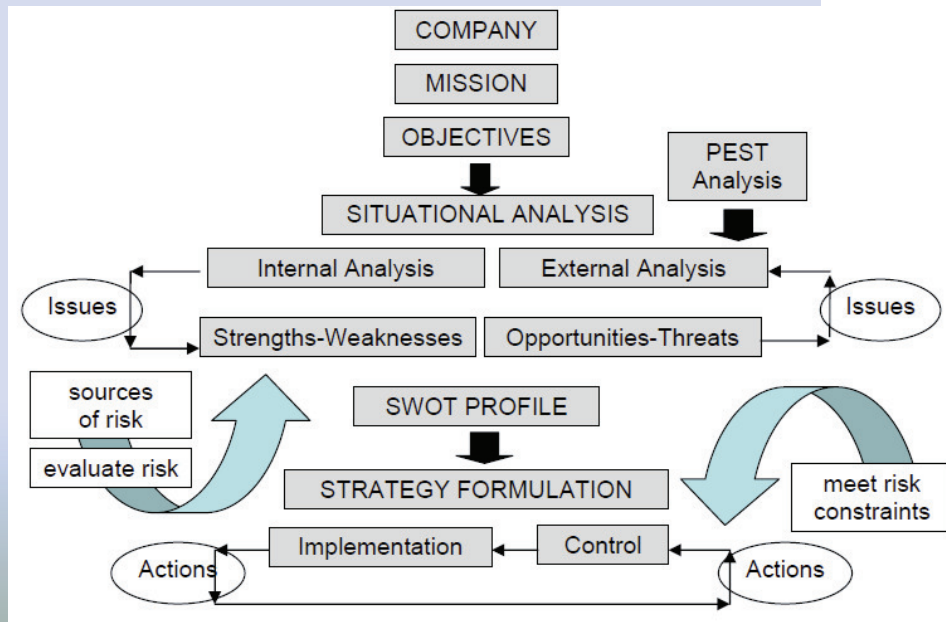 COMPANY
MISSION
OBJECTIVES
PEST
Analysis
SITUATIONAL ANALYSIS
Internal Analysis
External Analysis
Issues
Issues
Strengths-Weaknesses
Opportunities-Threats
sources
of risk
SWOT PROFILE
evaluate risk
STRATEGY FORMULATION
meet risk
constraints
Implementation
Control
Actions
Actions